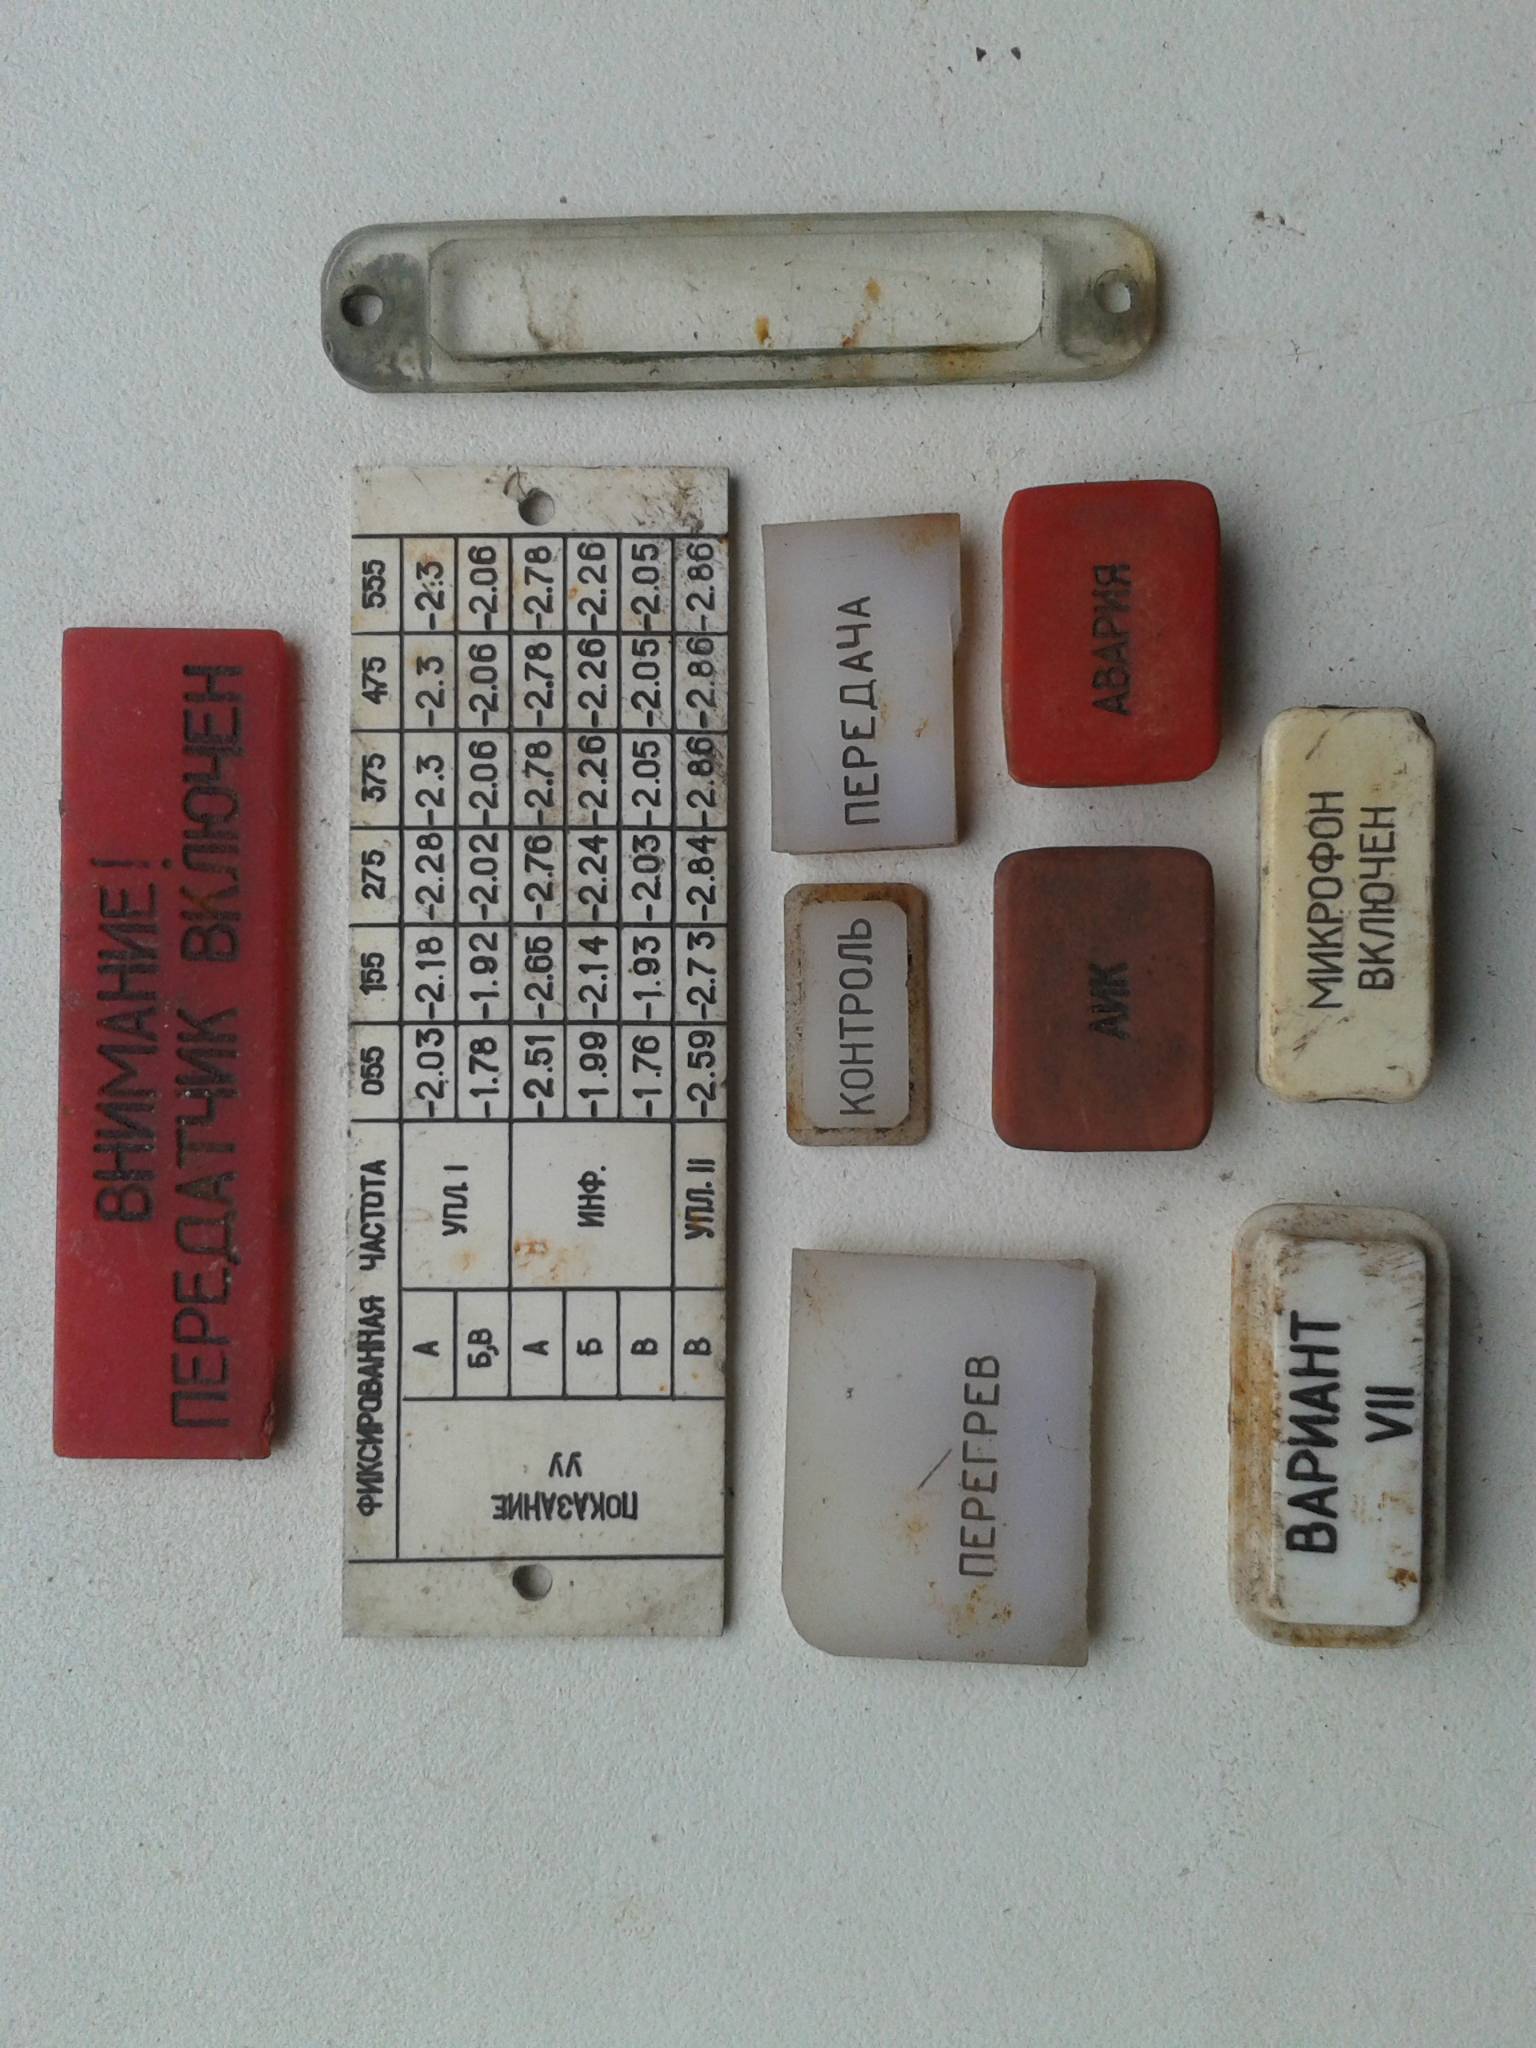 ВНИМАНИЕ!
ПЕРЕДАТЧИК ВКЛЮЧЕН
ФИКСИРОВАННАЯ ЧАСТОТА 055 155 275 375 475 555
ПОКАЗАНИЕ УУ
А УПЛ. I -2.03 -2.18 -2.28 -2.3 -2.3 -2.3
Б,В -1.78 -1.92 -2.02 -2.06 -2.06 -2.06
А ИНФ. -2.51 -2.65 -2.76 -2.78 -2.78 -2.78
Б -1.99 -2.14 -2.24 -2.26 -2.26 -2.26
В -1.76 -1.93 -2.03 -2.05 -2.05 -2.05
В УПЛ. II -2.59 -2.73 -2.84 -2.86 -2.86 -2.86
ПЕРЕГРЕВ
КОНТРОЛЬ
ПЕРЕДАЧА
АИК
АВАРИЯ
ВАРИАНТ
VII
МИКРОФОН
ВКЛЮЧЕН